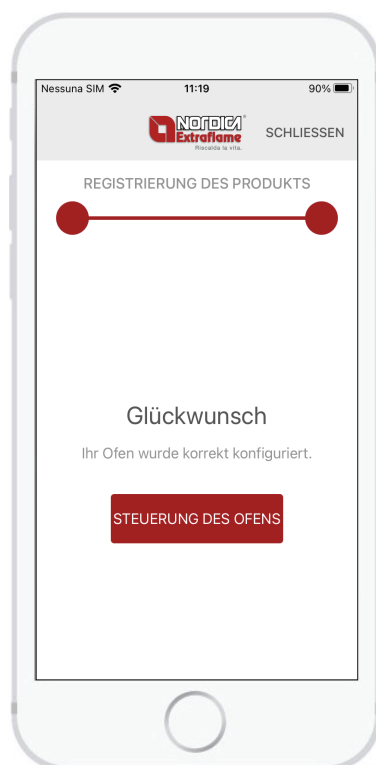 Nessuna SIM 11:19 90%
NORDICA®
Extraflame
Riscalda la vita.
SCHLIESSEN
REGISTRIERUNG DES PRODUKTS
Glückwunsch
Ihr Ofen wurde korrekt konfiguriert.
STEUERUNG DES OFENS